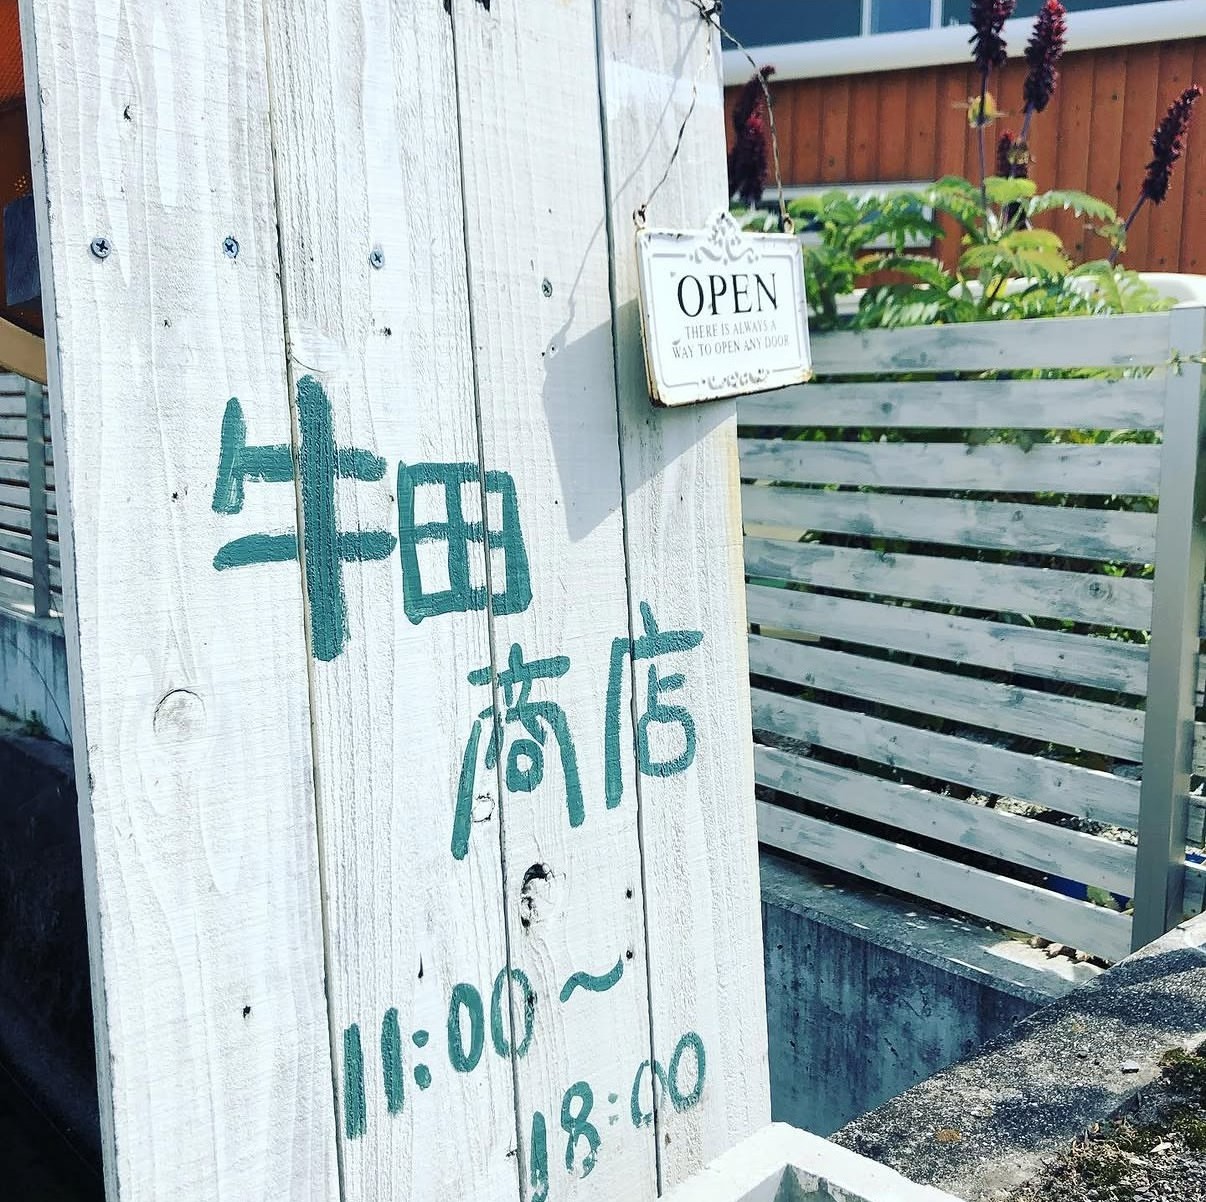 OPEN
THERE IS ALWAYS A
WAY TO OPEN ANY DOOR
牛田
商店
11:00～
18:00